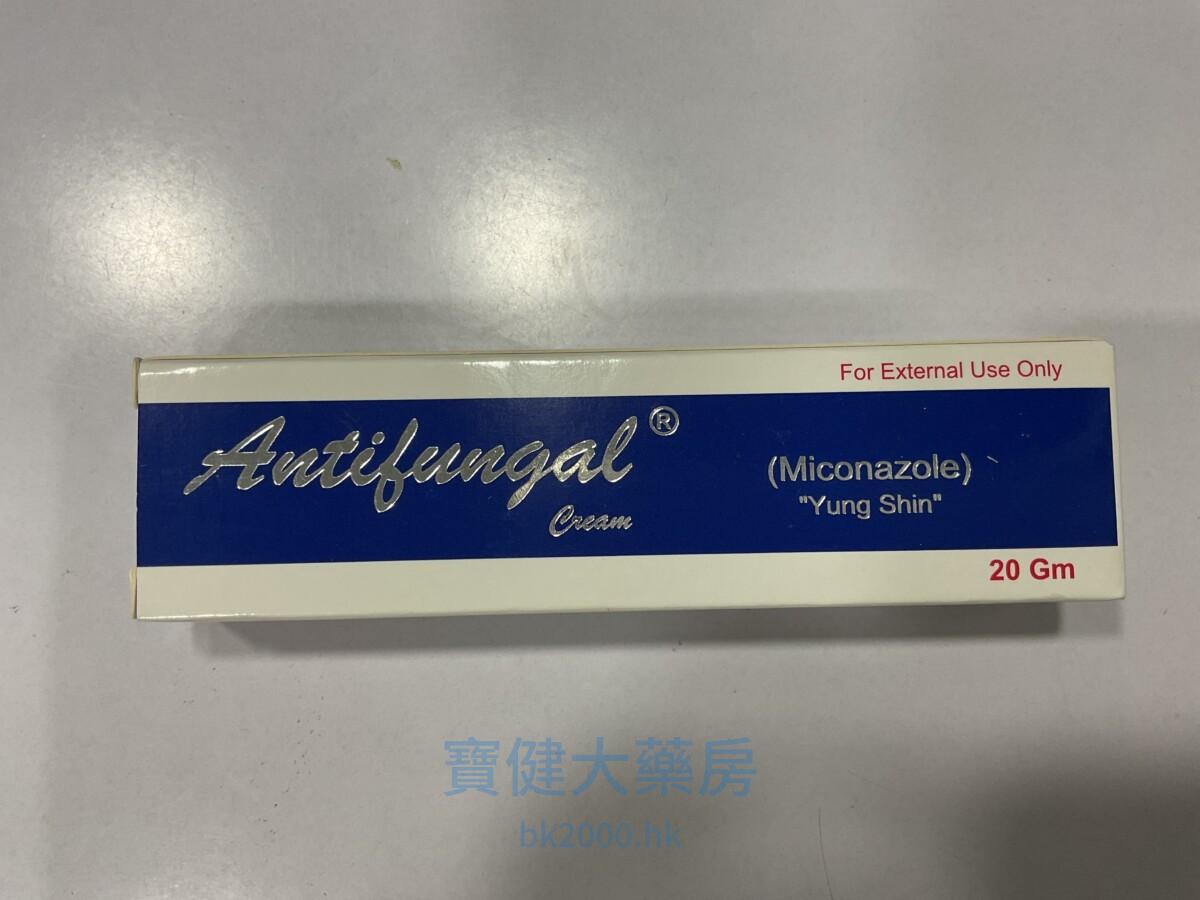 For External Use Only
Antifungal®
Cream
(Miconazole)
"Yung Shin"
20 Gm
寶健大藥房
bk2000.hk